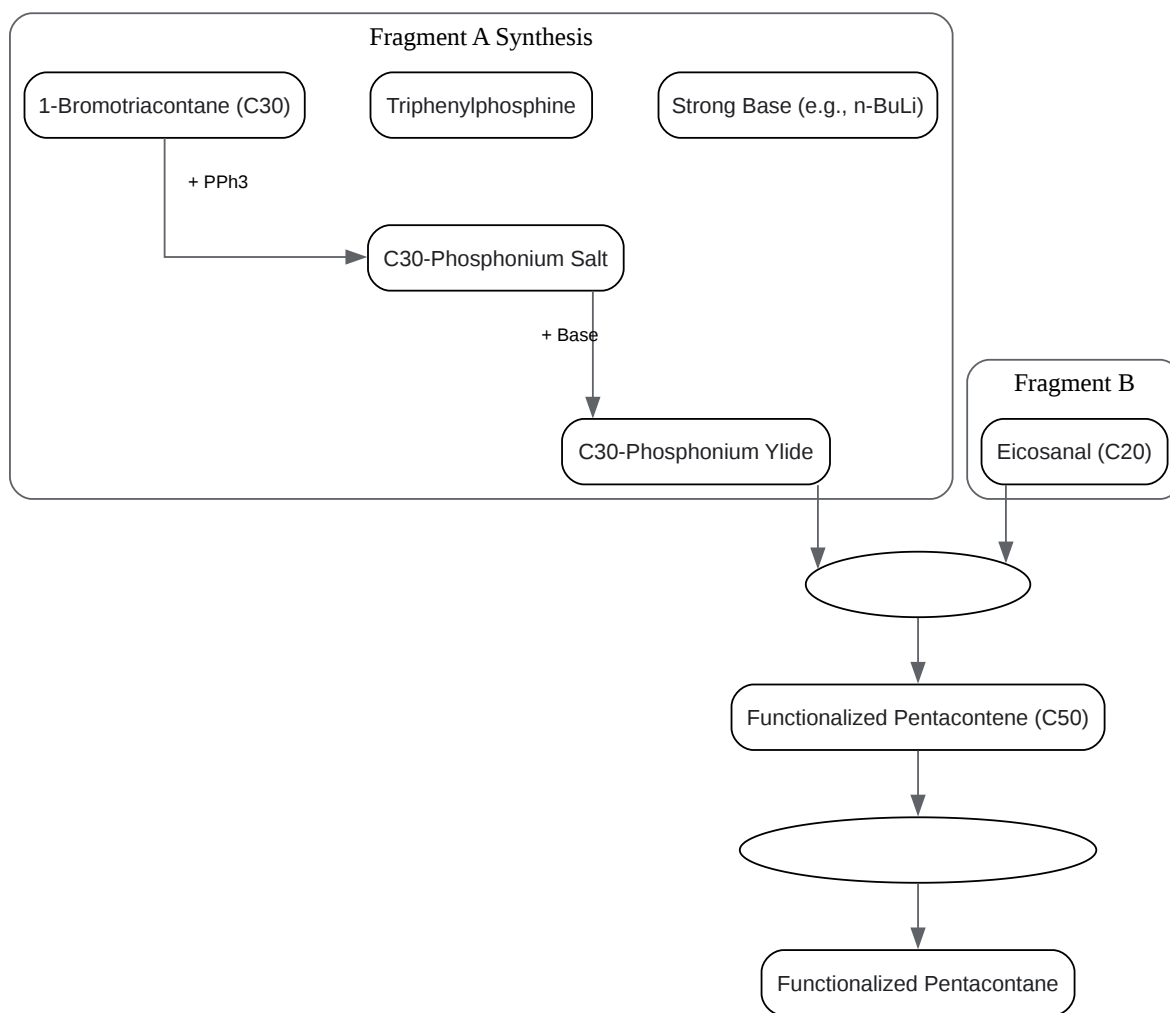 Fragment A Synthesis
1-Bromotriacontane (C30)
Triphenylphosphine
Strong Base (e.g., n-BuLi)
+ PPh3
C30-Phosphonium Salt
+ Base
Fragment B
C30-Phosphonium Ylide
Eicosanal (C20)
Functionalized Pentacontene (C50)
Functionalized Pentacontane